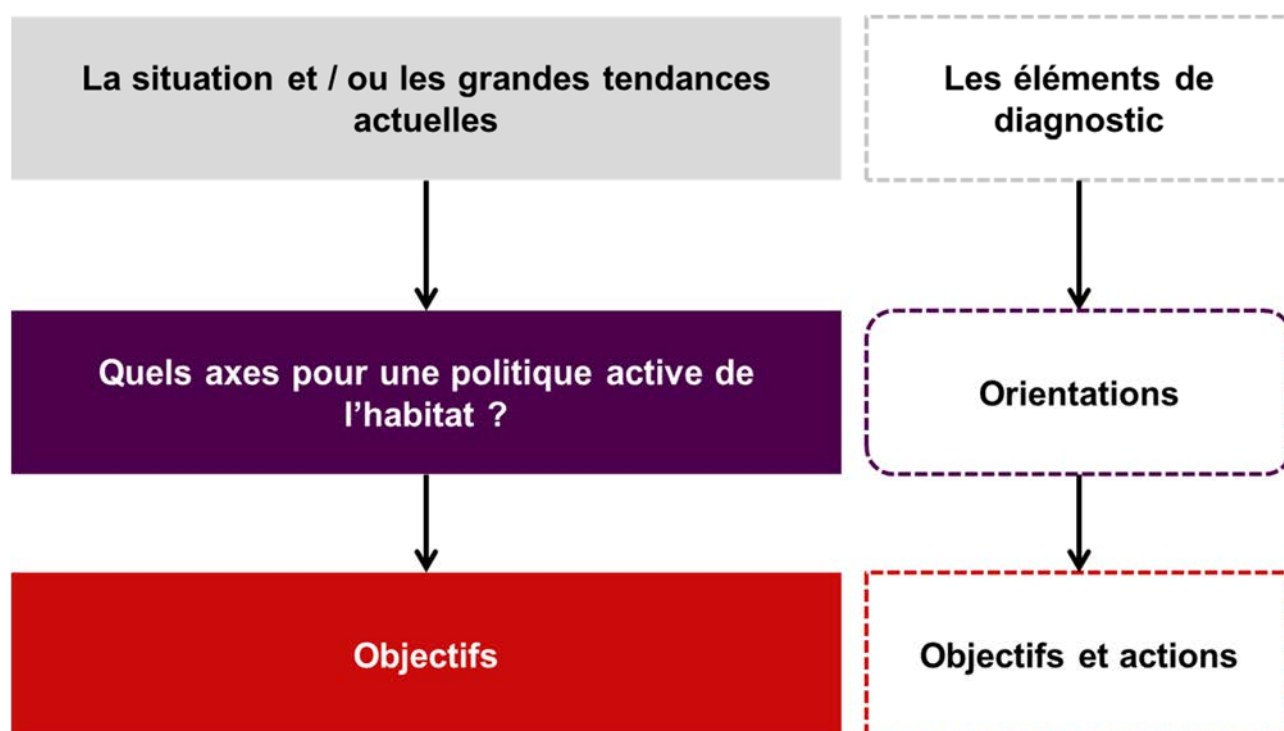 La situation et / ou les grandes tendances
actuelles
Les éléments de
diagnostic
Quels axes pour une politique active de
l’habitat ?
Orientations
Objectifs
Objectifs et actions